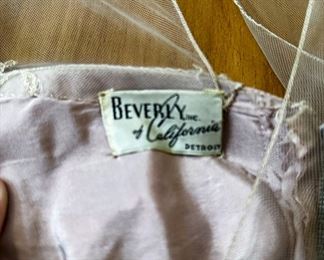 BEVERLY INC.
of California
DETROIT